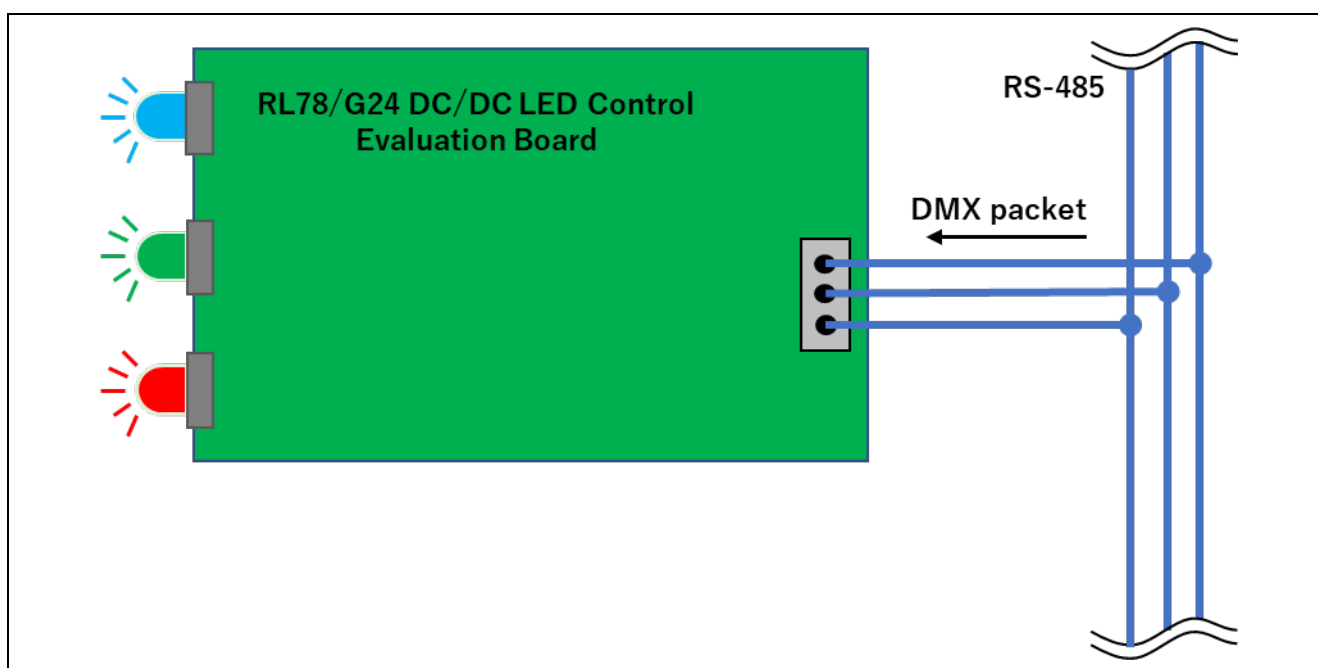 RL78/G24 DC/DC LED Control
Evaluation Board
RS-485
DMX packet